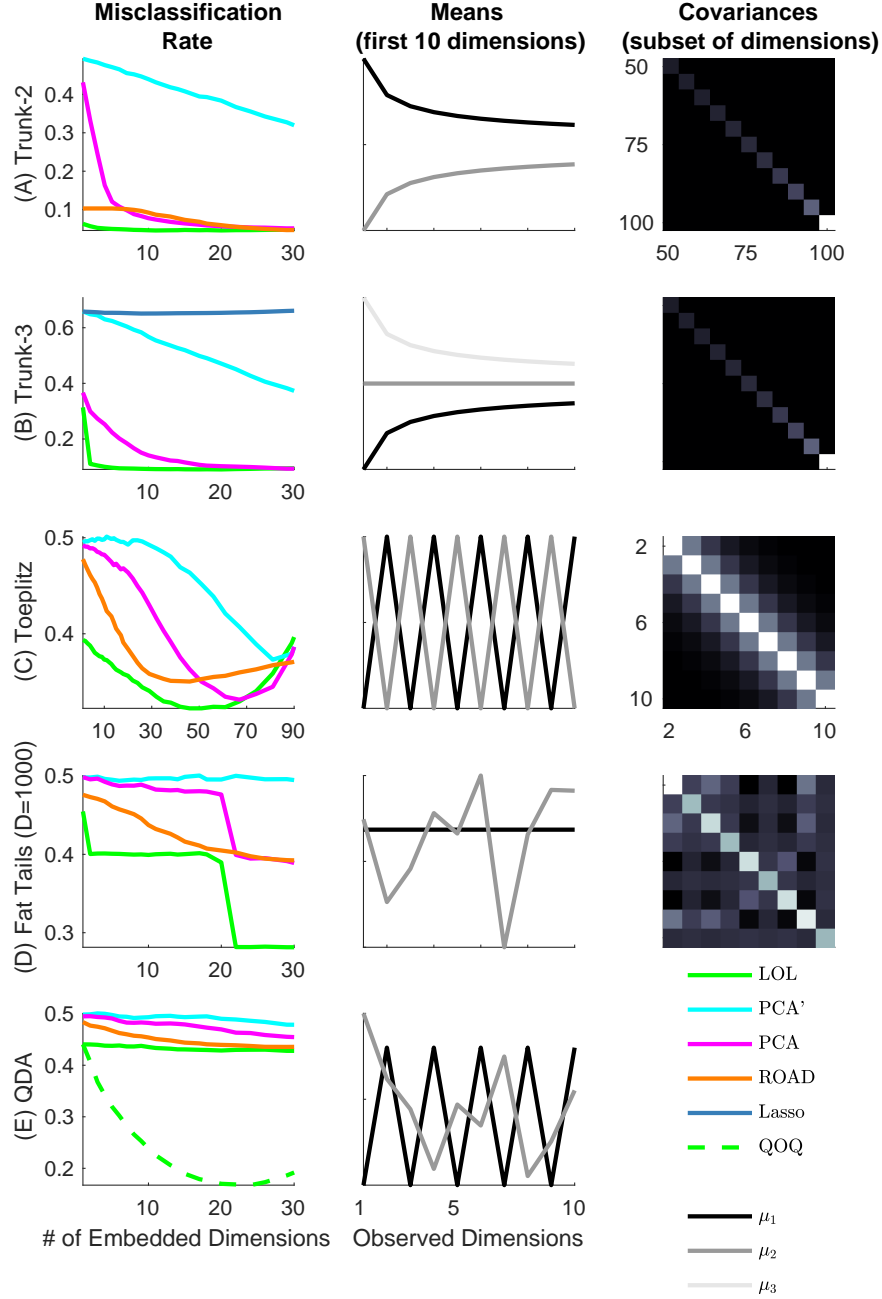 Misclassification
Rate
Means
(first 10 dimensions)
Covariances
(subset of dimensions)
(A) Trunk-2
0.4
0.3
0.2
0.1
10
20
30
50
75
100
50
75
100
(B) Trunk-3
0.6
0.4
0.2
10
20
30
(C) Toeplitz
0.5
0.4
10
30
50
70
90
2
6
10
2
6
10
(D) Fat Tails (D=1000)
0.5
0.4
0.3
10
20
30
(E) QDA
0.5
0.4
0.3
0.2
10
20
30
# of Embedded Dimensions
1
5
10
Observed Dimensions
LOL
PCA'
PCA
ROAD
Lasso
QOQ
μ₁
μ₂
μ₃